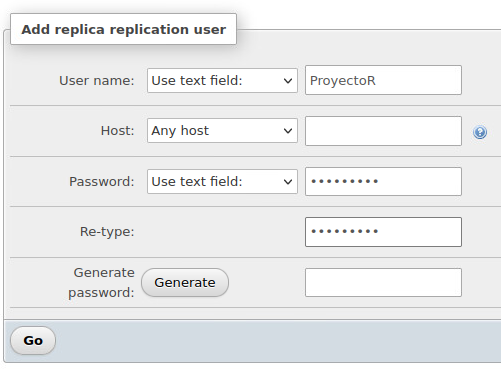 Add replica replication user
User name: Use text field: ProyectoR
Host: Any host
Password: Use text field: •••••••••
Re-type: •••••••••
Generate
password: Generate
Go